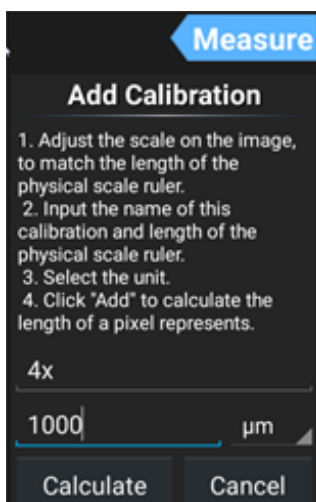 Measure
Add Calibration
1. Adjust the scale on the image,
to match the length of the
physical scale ruler.
2. Input the name of this
calibration and length of the
physical scale ruler.
3. Select the unit.
4. Click "Add" to calculate the
length of a pixel represents.
4x
1000 µm
Calculate Cancel